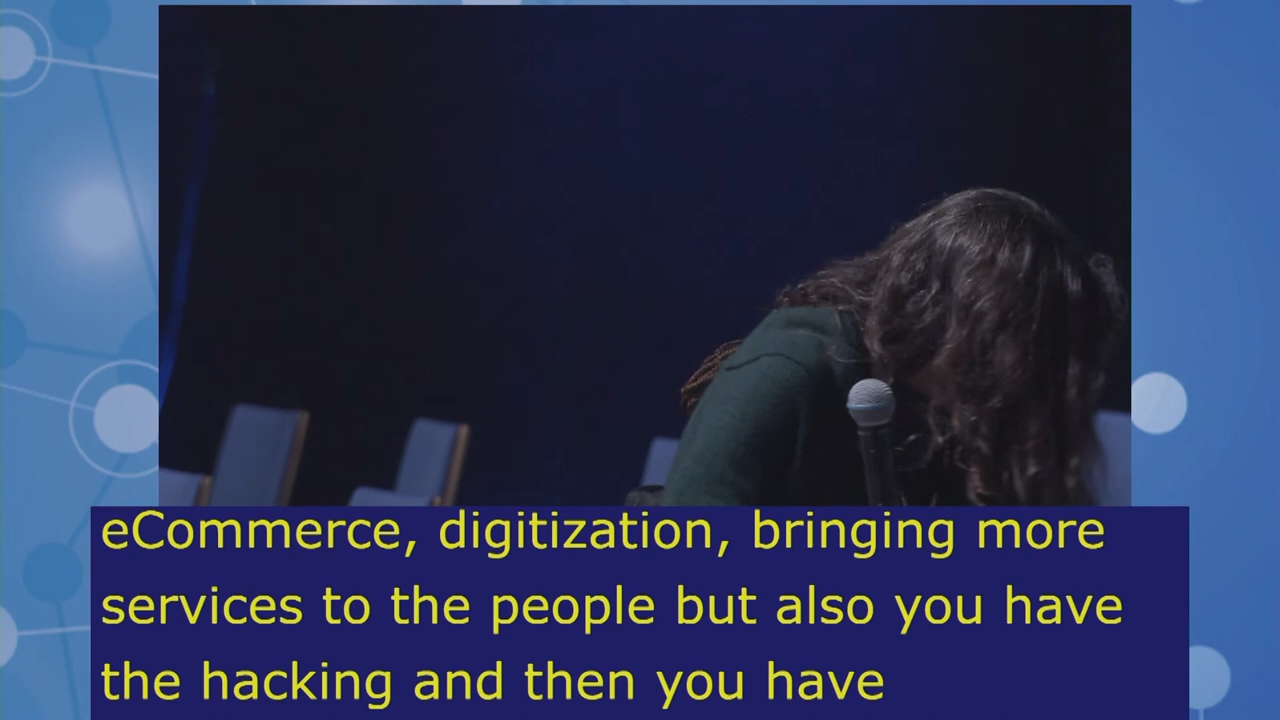 eCommerce, digitization, bringing more
services to the people but also you have
the hacking and then you have